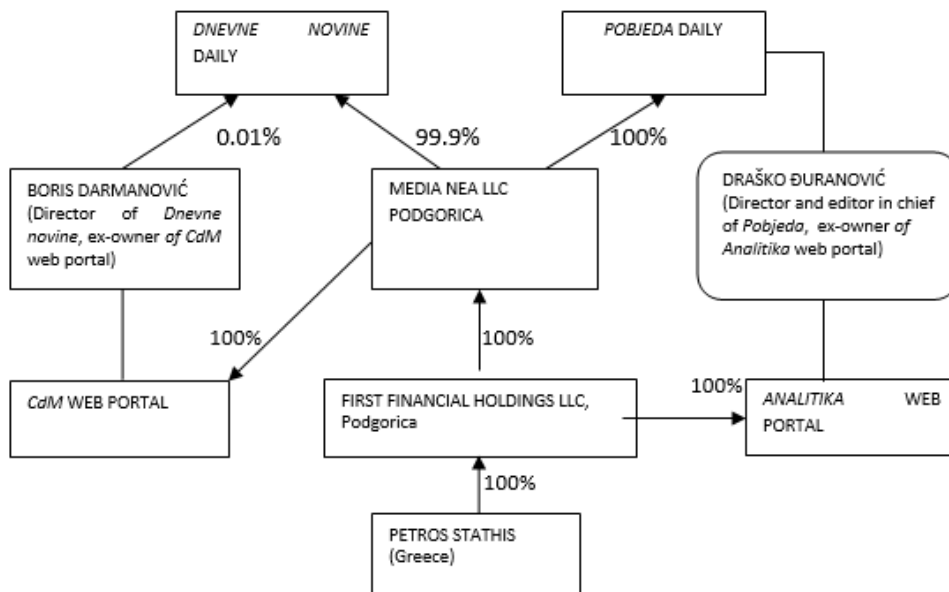 DNEVNE NOVINE
DAILY
POBJEDA DAILY
0.01%
99.9%
100%
BORIS DARMANOVIĆ
(Director of Dnevne
novine, ex-owner of CdM
web portal)
MEDIA NEA LLC
PODGORICA
DRAŠKO ĐURANOVIĆ
(Director and editor in chief
of Pobjeda, ex-owner of
Analitika web portal)
100%
100%
CdM WEB PORTAL
FIRST FINANCIAL HOLDINGS LLC,
Podgorica
100%
ANALITIKA WEB
PORTAL
100%
PETROS STATHIS
(Greece)